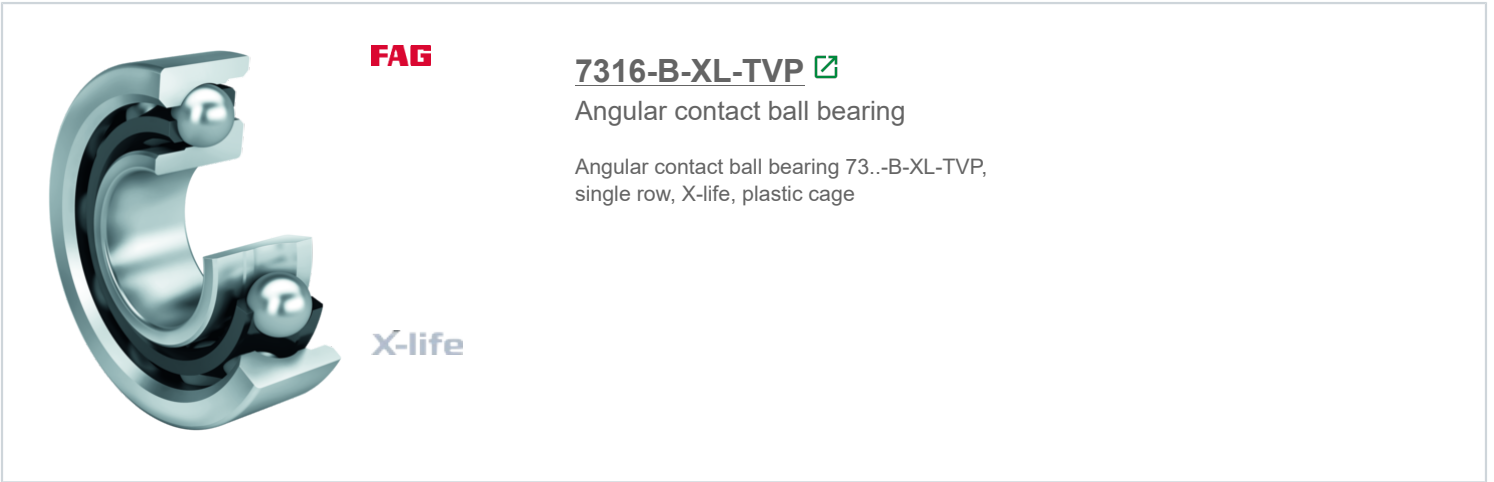 FAG
7316-B-XL-TVP
Angular contact ball bearing
Angular contact ball bearing 73..-B-XL-TVP,
single row, X-life, plastic cage
X-life